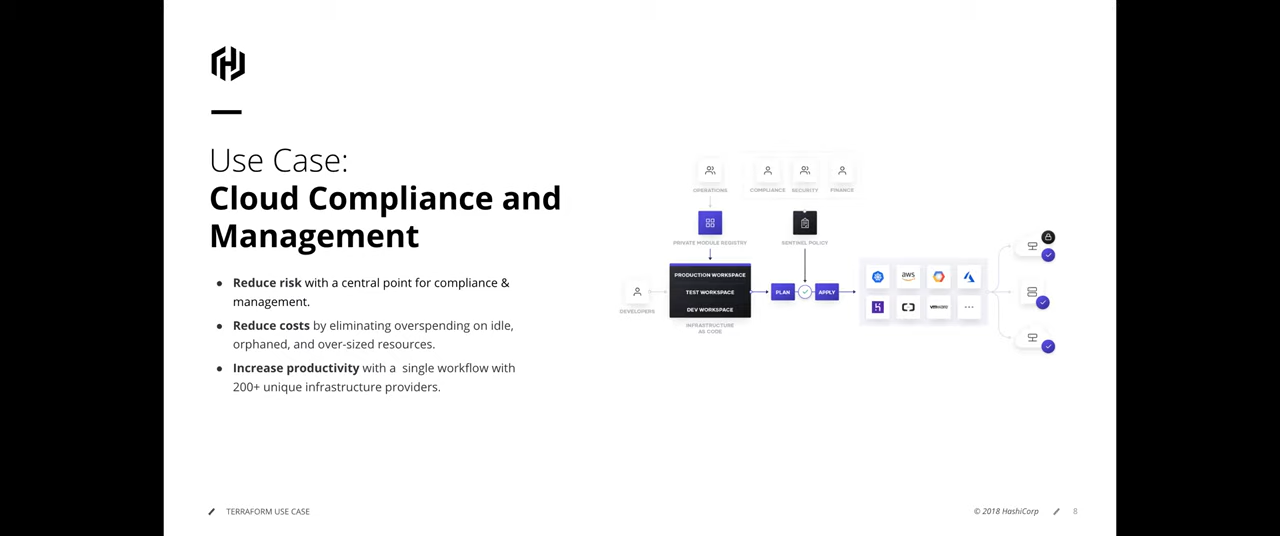 Use Case:
Cloud Compliance and
Management
● Reduce risk with a central point for compliance &
management.
● Reduce costs by eliminating overspending on idle,
orphaned, and over-sized resources.
● Increase productivity with a single workflow with
200+ unique infrastructure providers.
OPERATIONS
COMPLIANCE SECURITY FINANCE
PRIVATE MODULE REGISTRY
SENTINEL POLICY
DEVELOPERS
PRODUCTION WORKSPACE
TEST WORKSPACE
DEV WORKSPACE
INFRASTRUCTURE
AS CODE
PLAN
APPLY
aws
vmware
...
TERRAFORM USE CASE
© 2018 HashiCorp
8